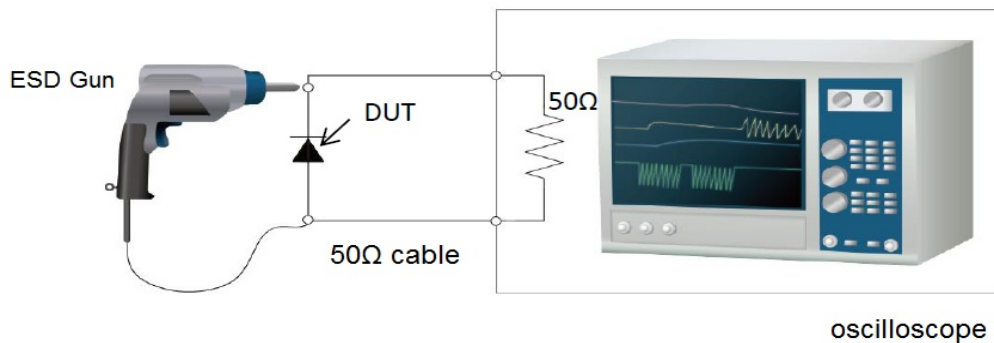 ESD Gun
DUT
50Ω
50Ω cable
oscilloscope